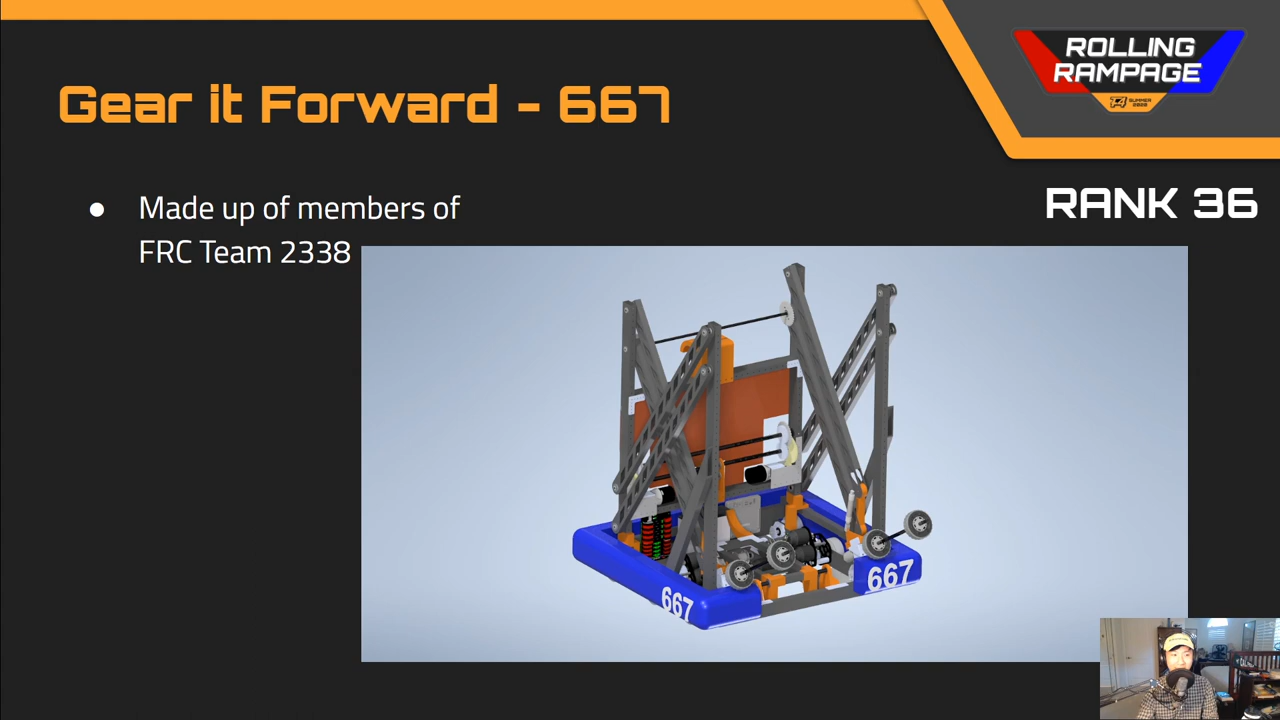 ROLLING
RAMPAGE
Gear it Forward - 667
RANK 36
● Made up of members of
FRC Team 2338
667
667